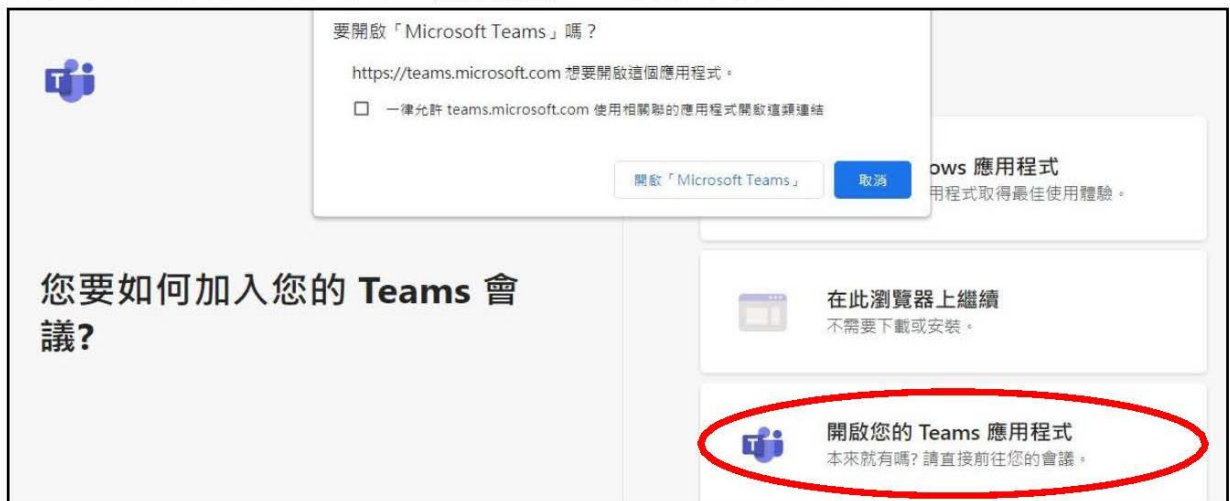 要開啟「Microsoft Teams」嗎？
https://teams.microsoft.com 想要開啟這個應用程式。
一律允許 teams.microsoft.com 使用相關聯的應用程式開啟這類連結
開啟「Microsoft Teams」
取消
ows 應用程式
用程式取得最佳使用體驗。
您要如何加入您的 Teams 會
議?
在此瀏覽器上繼續
不需要下載或安裝。
開啟您的 Teams 應用程式
本來就有嗎? 請直接前往您的會議。